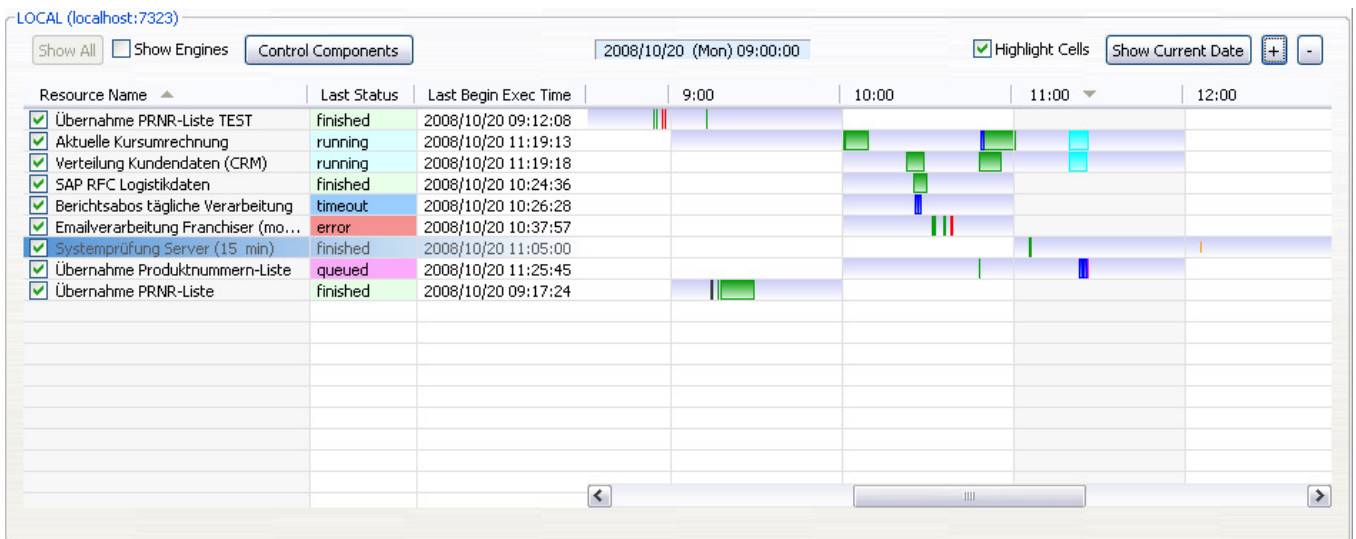 LOCAL (localhost:7323)
Show All Show Engines Control Components 2008/10/20 (Mon) 09:00:00 Highlight Cells Show Current Date + -
Resource Name Last Status Last Begin Exec Time 9:00 10:00 11:00 12:00
Übernahme PRNR-Liste TEST finished 2008/10/20 09:12:08
Aktuelle Kursumrechnung running 2008/10/20 11:19:13
Verteilung Kundendaten (CRM) running 2008/10/20 11:19:18
SAP RFC Logistikdaten finished 2008/10/20 10:24:36
Berichtsabos tägliche Verarbeitung timeout 2008/10/20 10:26:28
Emailverarbeitung Franchiser (mo... error 2008/10/20 10:37:57
Systemprüfung Server (15 min) finished 2008/10/20 11:05:00
Übernahme Produktnummern-Liste queued 2008/10/20 11:25:45
Übernahme PRNR-Liste finished 2008/10/20 09:17:24